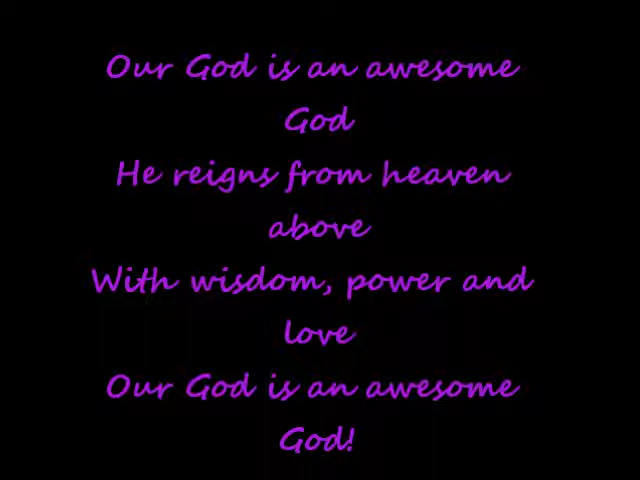 Our God is an awesome
God
He reigns from heaven
above
With wisdom, power and
love
Our God is an awesome
God!